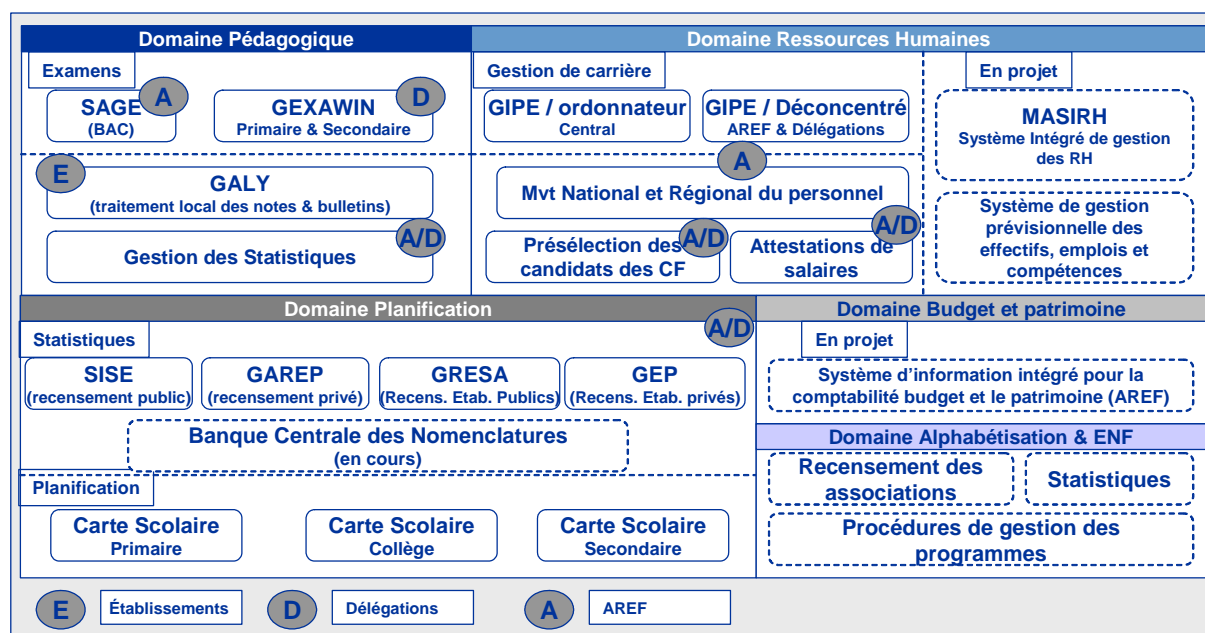 Domaine Pédagogique
Examens
SAGE
(BAC)
A
GEXAWIN
Primaire & Secondaire
D
E
GALY
(traitement local des notes & bulletins)
Gestion des Statistiques
A/D
Domaine Ressources Humaines
Gestion de carrière
GIPE / ordonnateur
Central
GIPE / Déconcentré
AREF & Délégations
A
Mvt National et Régional du personnel
Présélection des
candidats des CF
A/D
Attestations de
salaires
A/D
En projet
MASIRH
Système Intégré de gestion
des RH
Système de gestion
prévisionnelle des
effectifs, emplois et
compétences
Domaine Planification
A/D
Statistiques
SISE
(recensement public)
GAREP
(recensement privé)
GRESA
(Recens. Etab. Publics)
GEP
(Recens. Etab. privés)
Banque Centrale des Nomenclatures
(en cours)
Planification
Carte Scolaire
Primaire
Carte Scolaire
Collège
Carte Scolaire
Secondaire
Domaine Budget et patrimoine
En projet
Système d'information intégré pour la
comptabilité budget et le patrimoine (AREF)
Domaine Alphabétisation & ENF
Recensement des
associations
Statistiques
Procédures de gestion des
programmes
E
Établissements
D
Délégations
A
AREF